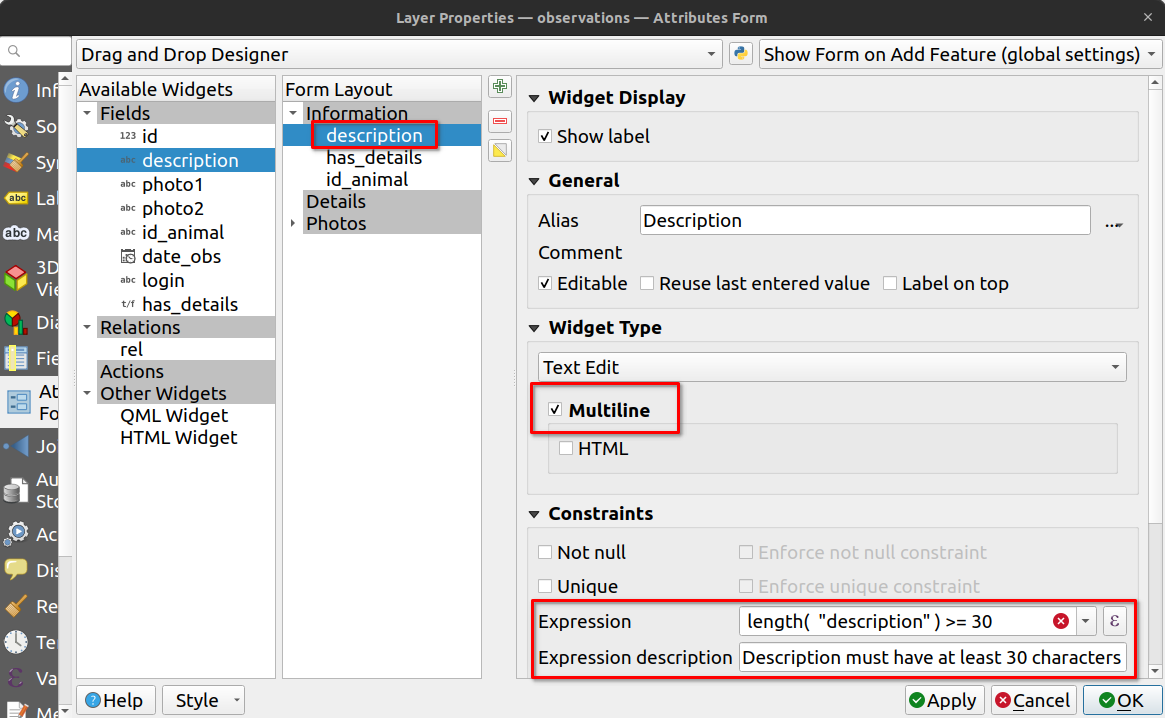 Layer Properties — observations — Attributes Form
Drag and Drop Designer
Show Form on Add Feature (global settings)
Inf
So
Syr
abc Lal
abc Ma
3D
Vie
Dia
Fie
At
Fo
Joi
Au
Sto
Ac
Dis
Re
Te
Va
Me
Available Widgets
Fields
123 id
abc description
abc photo1
abc photo2
abc id_animal
date_obs
abc login
t/f has_details
Relations
rel
Actions
Other Widgets
QML Widget
HTML Widget
Form Layout
Information
description
has_details
id_animal
Details
Photos
Widget Display
Show label
General
Alias Description ...
Comment
Editable Reuse last entered value Label on top
Widget Type
Text Edit
Multiline
HTML
Constraints
Not null Enforce not null constraint
Unique Enforce unique constraint
Expression length( "description" ) >= 30 ε
Expression description Description must have at least 30 characters
Help Style Apply Cancel OK